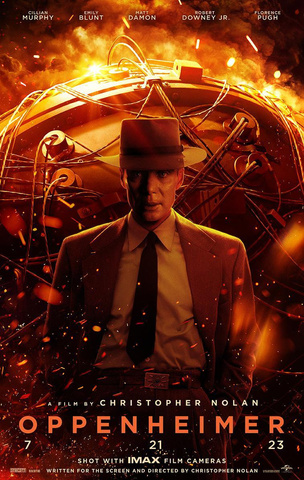 CILLIAN MURPHY
EMILY BLUNT
MATT DAMON
ROBERT DOWNEY JR.
FLORENCE PUGH
A FILM BY CHRISTOPHER NOLAN
OPPENHEIMER
7 21 23
SHOT WITH IMAX FILM CAMERAS
WRITTEN FOR THE SCREEN AND DIRECTED BY CHRISTOPHER NOLAN